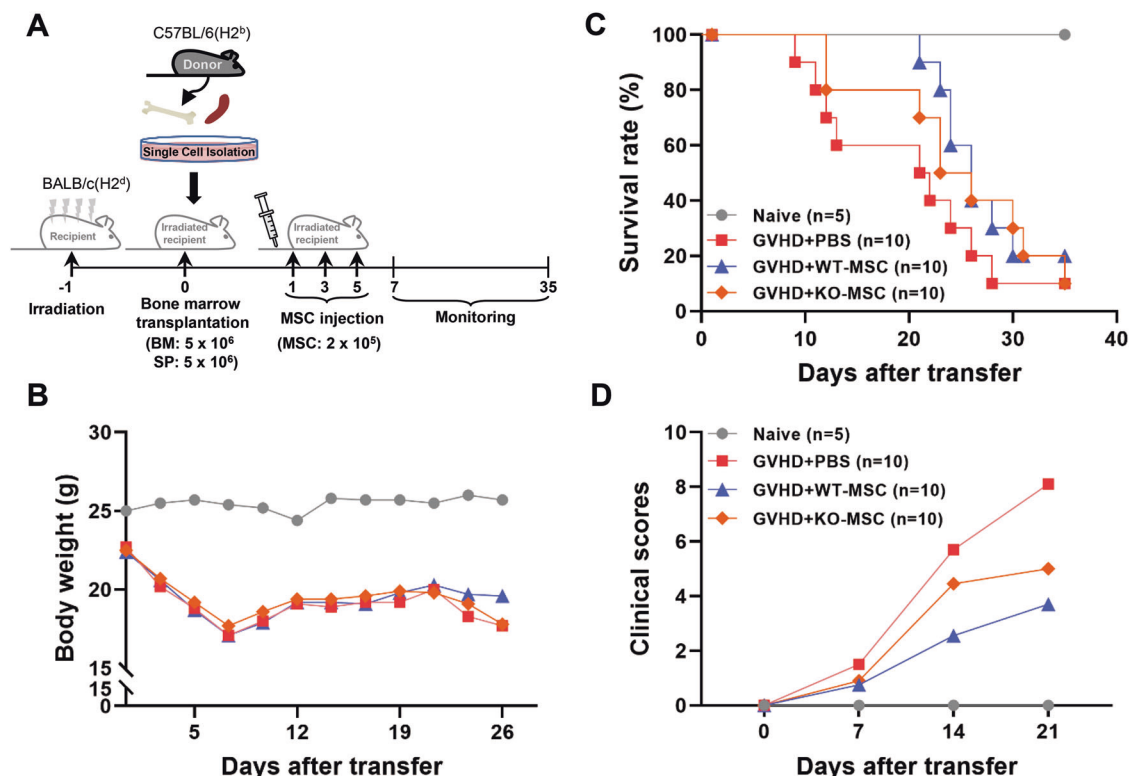 A
C57BL/6(H2ᵇ)
Donor
Single Cell Isolation
BALB/c(H2ᵈ)
Recipient
Irradiated
recipient
Irradiated
recipient
-1
0
1
3
5
7
35
Irradiation
Bone marrow
transplantation
(BM: 5 x 10⁶
SP: 5 x 10⁶)
MSC injection
(MSC: 2 x 10⁵)
Monitoring
B
Body weight (g)
30
25
20
15
15
0
5
12
19
26
Days after transfer
C
Survival rate (%)
100
80
60
40
20
0
Naive (n=5)
GVHD+PBS (n=10)
GVHD+WT-MSC (n=10)
GVHD+KO-MSC (n=10)
0
10
20
30
40
Days after transfer
D
Clinical scores
10
8
6
4
2
0
Naive (n=5)
GVHD+PBS (n=10)
GVHD+WT-MSC (n=10)
GVHD+KO-MSC (n=10)
0
7
14
21
Days after transfer